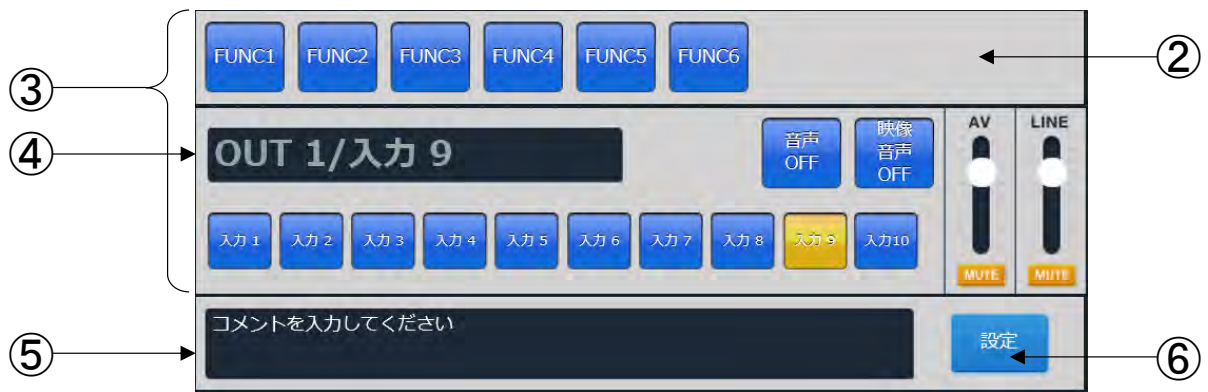 FUNC1 FUNC2 FUNC3 FUNC4 FUNC5 FUNC6
②
③
④
OUT 1/入力 9
音声
OFF
映像
音声
OFF
AV
LINE
入力 1 入力 2 入力 3 入力 4 入力 5 入力 6 入力 7 入力 8 入力 9 入力10
MUTE
MUTE
コメントを入力してください
⑤
設定
⑥